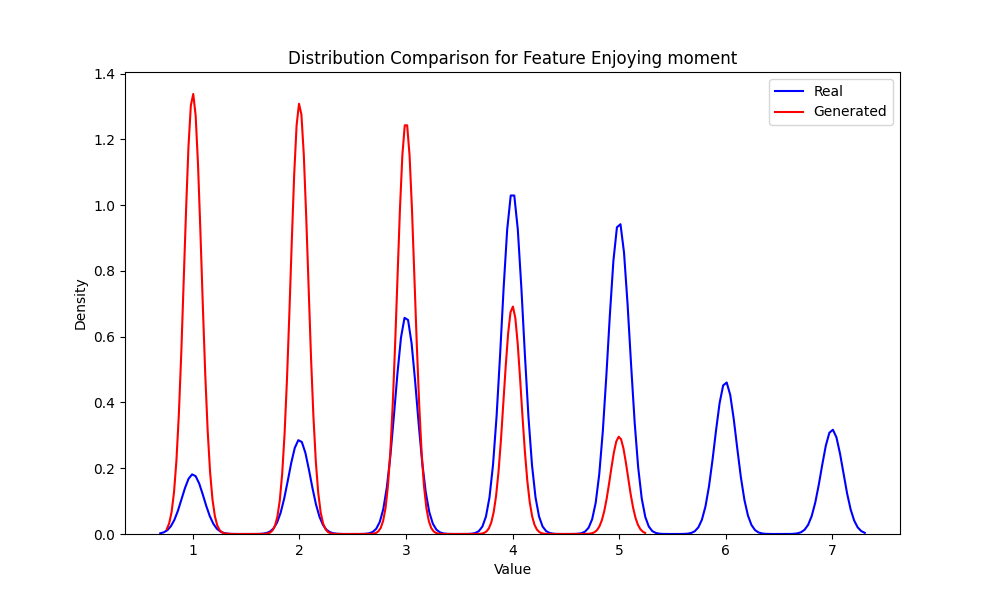 Distribution Comparison for Feature Enjoying moment
Real
Generated
1.4
1.2
1.0
0.8
0.6
0.4
0.2
0.0
Density
1 2 3 4 5 6 7
Value